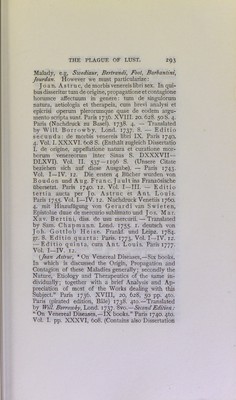 THE PLAGUE OF LUST. 293
Malady, e.g. Swediaur, Bertrandi, Foot, Barbantini,
Jourdan. However we must particularise:
Joan. Astruc, de morbis venereis libri sex. In qui-
bus disseritur tum de origine, propagatione et contagione
horumce affectuum in genere: tum de singulorum
natura, aetiologia et therapeia, cum brevi analysi et
epicrisi operum plerorumque quae de eodem argu-
mento scripta sunt. Paris 1736. XVIII. 20. 628. 50 S. 4.
Paris (Nachdruck zu Basel). 1738. 4. — Translated
by Will Borrowby. Lond. 1737. 8. — Editio
secunda: de morbis venereis libri IX. Paris 1740.
4. Vol. I. XXXVI. 608 S. (Enthält zugleich Dissertatio
I. de origine, appellatione natura et curatione mor-
borum venereorum inter Sinas S. DXXXVII—
DLXVI). Vol. II. 537—1196 S. (Unsere Citate
beziehen sich auf diese Ausgabe). — Paris 1743.
Vol. I—IV. 12. Die ersten 4 Bücher wurden von
Boudon und Aug. Franc. Jault ins Französische
übersetzt. Paris 1740. 12. Vol. I—III. — Editio
tertia aucta per Jo. Astruc et Ant. Louis.
Paris 1755. Vol. I—IV. 12. Nachdruck Venetiis 1760.
4. mit Hinzufügung von Gerardi van Swieten,
Epistolae duae de mercurio sublimato und Jos. Mar.
Xav. Bertini, diss. de usu mercurii. — Translated
by Sam. Chapmann. Lond. 1755. 2. deutsch von
Joh. Gottlieb Heise. Frankf. und Leipz. 1784.
gr. 8. Editio quarta: Paris. 1773. Vol. I—IV. 12.
— Editio quinta, cura Ant. Louis. Paris 1777.
Vol. I—IV. 12.
(Jean Astruc, "On Venereal Diseases,—Six books.
In which is discussed the Origin, Propagation and
Contagion of these Maladies generally; secondly the
Nature, Etiology and Therapeutics of the same in-
dividually; together with a brief Analysis and Ap-
preciation of most of the Works dealing with this
Subject." Paris 1736. XVIII, 20, 628, 50 pp. 4to.
Paris (pirated edition, Bâle) 1738. 4to.—Translated
by Will Borrowby, Lond. 1737. 8vo.—Second Edition:
"On Venereal Diseases,—IX books." Paris 1740. 4to.
Vol. I. pp. XXXVI, 608. (Contains also Dissertation